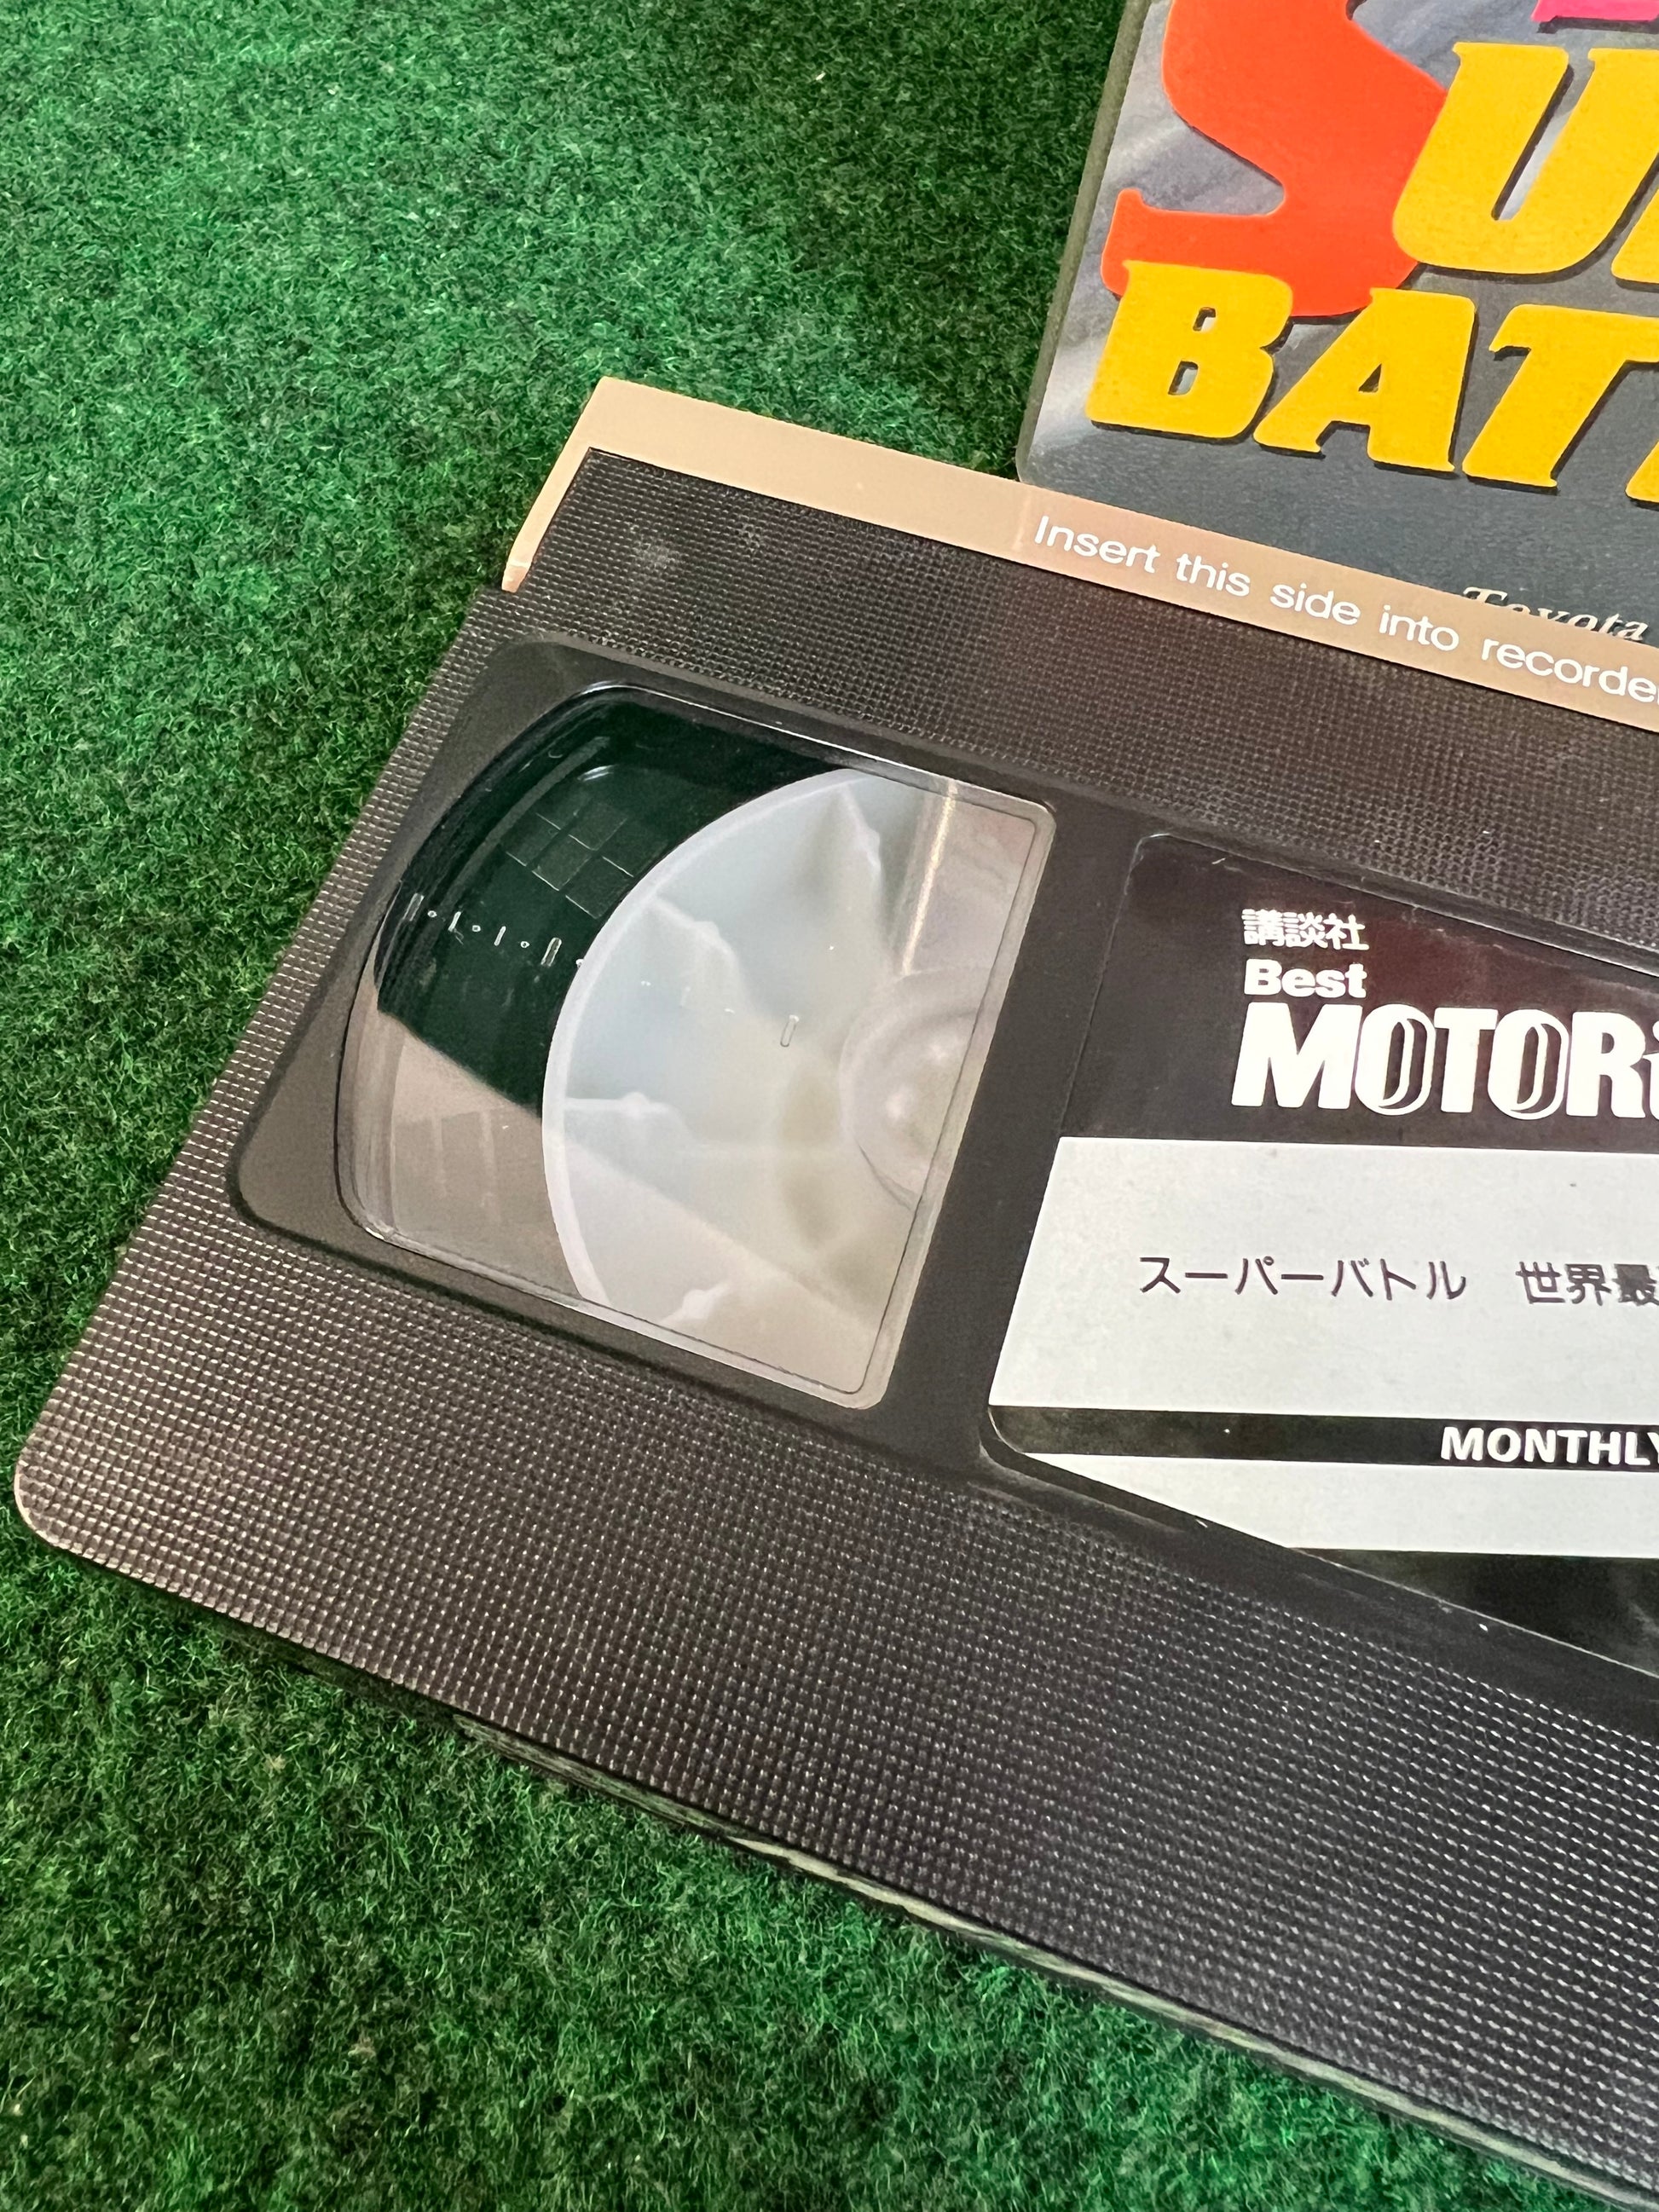 SU
BATT
Toyota
Insert this side into recorder
講談社
Best
MOTORi
スーパーバトル 世界最
MONTHLY